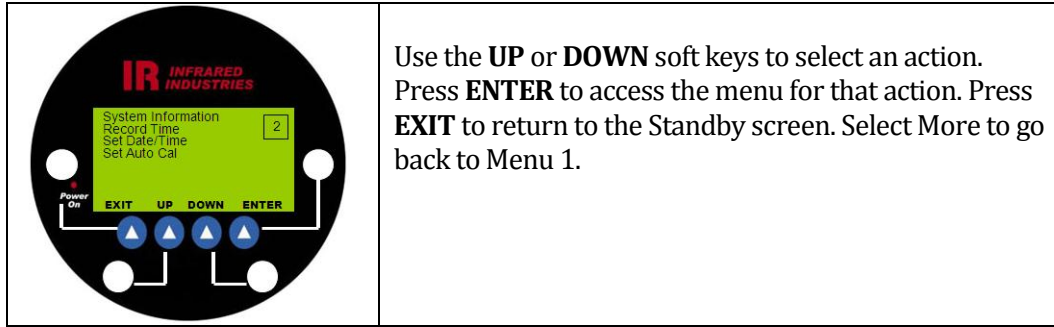 IR INFRARED
INDUSTRIES
System Information
Record Time
Set Date/Time
Set Auto Cal
2
Power
On
EXIT UP DOWN ENTER
Use the UP or DOWN soft keys to select an action.
Press ENTER to access the menu for that action. Press
EXIT to return to the Standby screen. Select More to go
back to Menu 1.